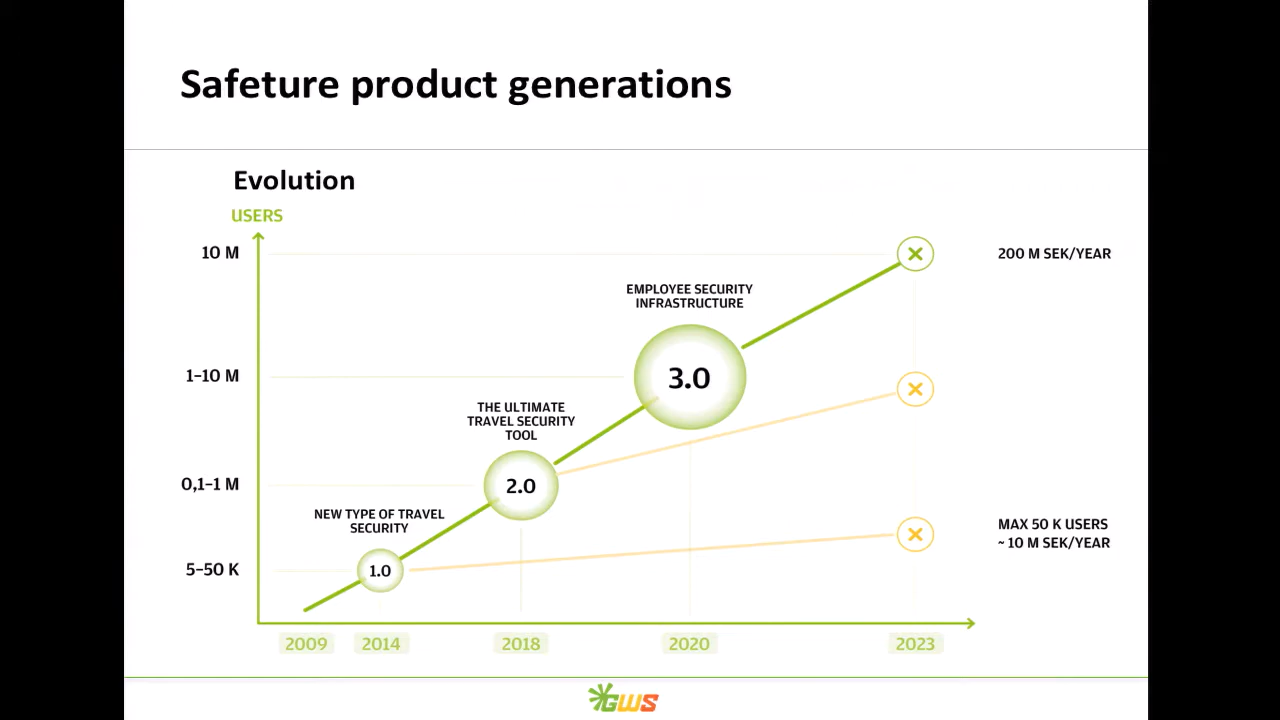 Safeture product generations
Evolution
USERS
10 M
200 M SEK/YEAR
EMPLOYEE SECURITY
INFRASTRUCTURE
1–10 M
3.0
THE ULTIMATE
TRAVEL SECURITY
TOOL
0,1–1 M
2.0
NEW TYPE OF TRAVEL
SECURITY
MAX 50 K USERS
~ 10 M SEK/YEAR
5–50 K
1.0
2009
2014
2018
2020
2023
GWS